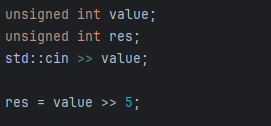 unsigned int value;
unsigned int res;
std::cin >> value;
res = value >> 5;